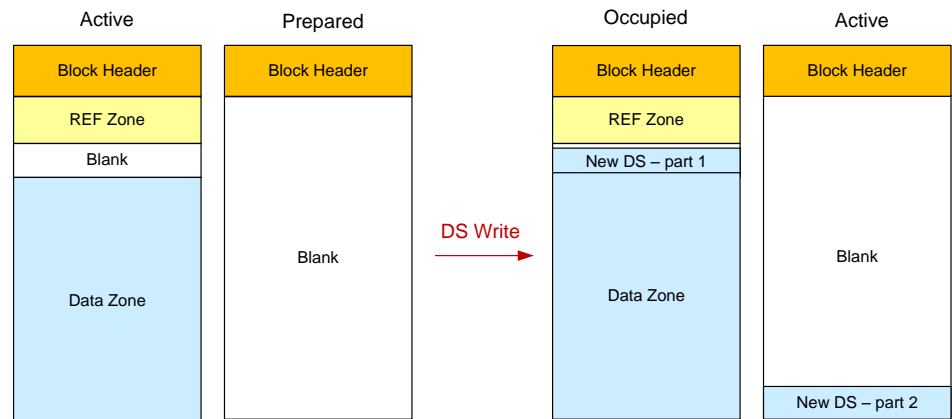 Active
Prepared
Occupied
Active
Block Header
Block Header
Block Header
Block Header
REF Zone
REF Zone
Blank
New DS – part 1
DS Write
Blank
Blank
Data Zone
Data Zone
New DS – part 2